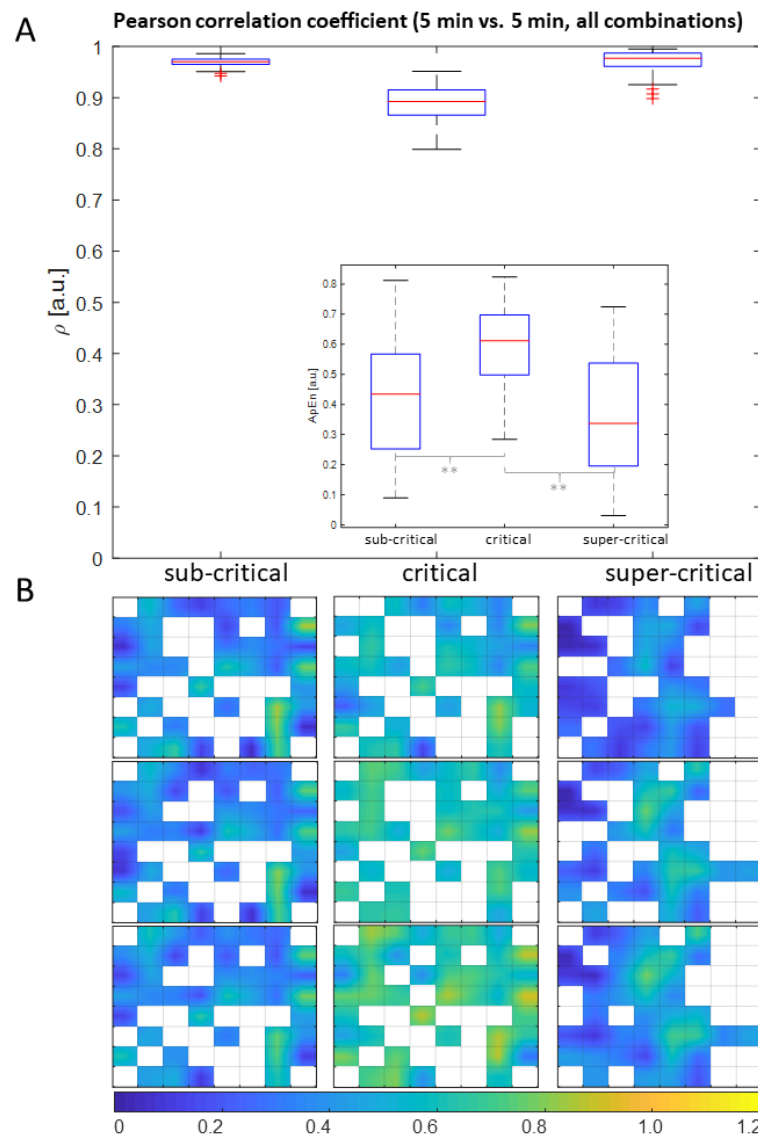 A
Pearson correlation coefficient (5 min vs. 5 min, all combinations)
1
0.9
0.8
0.7
0.6
0.5
0.4
0.3
0.2
0.1
0
ρ [a.u.]
0.8
0.7
0.6
0.5
0.4
0.3
0.2
0.1
0
ApEn [a.u]
**
**
sub-critical critical super-critical
sub-critical critical super-critical
B
0 0.2 0.4 0.6 0.8 1.0 1.2